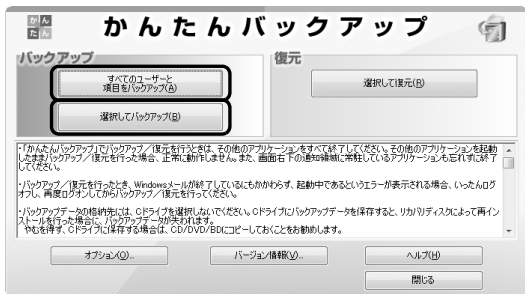 かんたん
かんたんバックアップ
バックアップ
すべてのユーザーと
項目をバックアップ(A)
選択してバックアップ(B)
復元
選択して復元(R)
・「かんたんバックアップ」でバックアップ／復元を行うときは、その他のアプリケーションをすべて終了してください。その他のアプリケーションを起動
したままバックアップ／復元を行った場合、正常に動作しません。また、画面右下の通知領域に常駐しているアプリケーションも忘れずに終了
してください。
・バックアップ／復元を行ったとき、Windowsメールが終了しているにもかかわらず、起動中であるというエラーが表示される場合、いったんログ
オフし、再度ログオンしてからバックアップ／復元を行ってください。
・バックアップデータの格納先には、Cドライブを選択しないでください。Cドライブにバックアップデータを保存すると、リカバリディスクによって再イン
ストールを行った場合に、バックアップデータが失われます。
やむを得ず、Cドライブに保存する場合は、CD/DVD/BDにコピーしておくことをお勧めします。
オプション(O)...
バージョン情報(V)...
ヘルプ(H)
閉じる